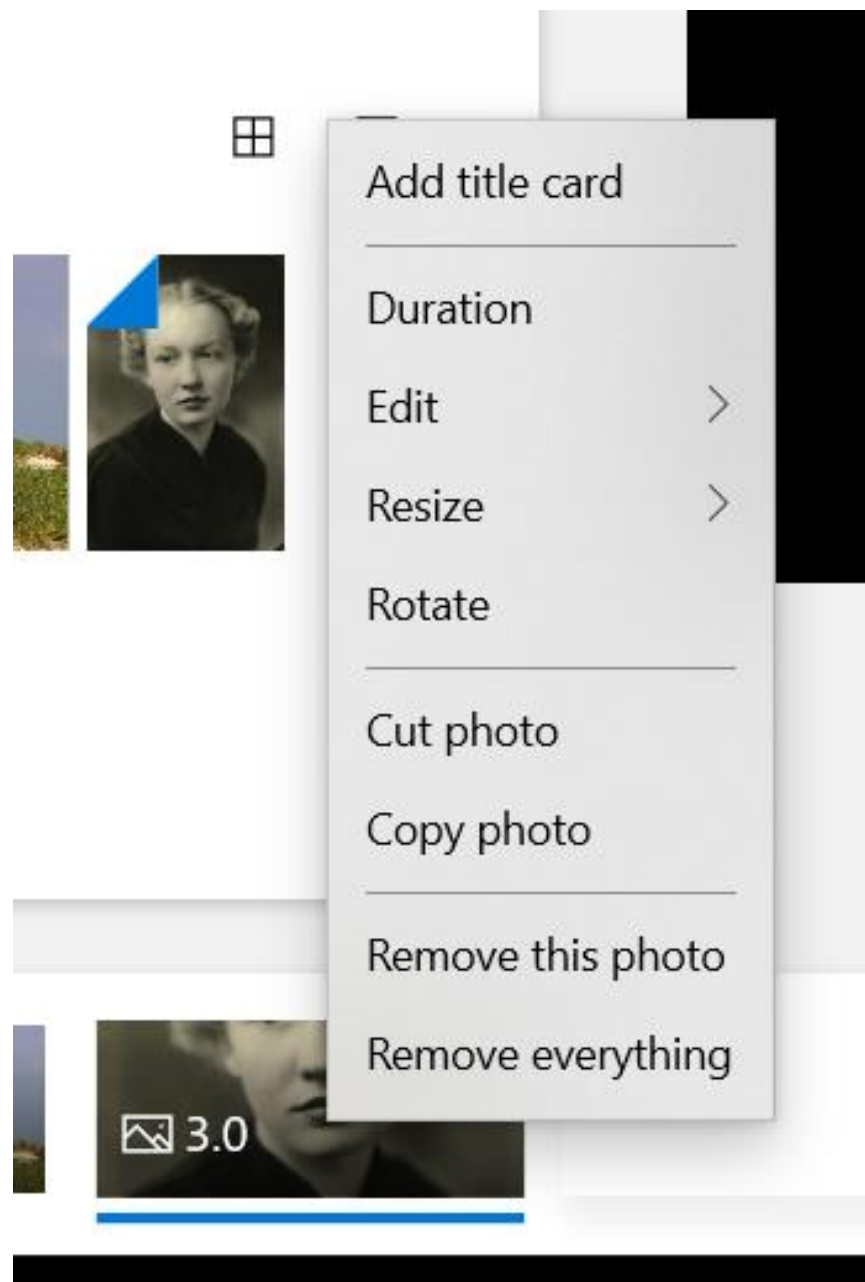 Add title card
Duration
Edit
Resize
Rotate
Cut photo
Copy photo
Remove this photo
Remove everything
3.0